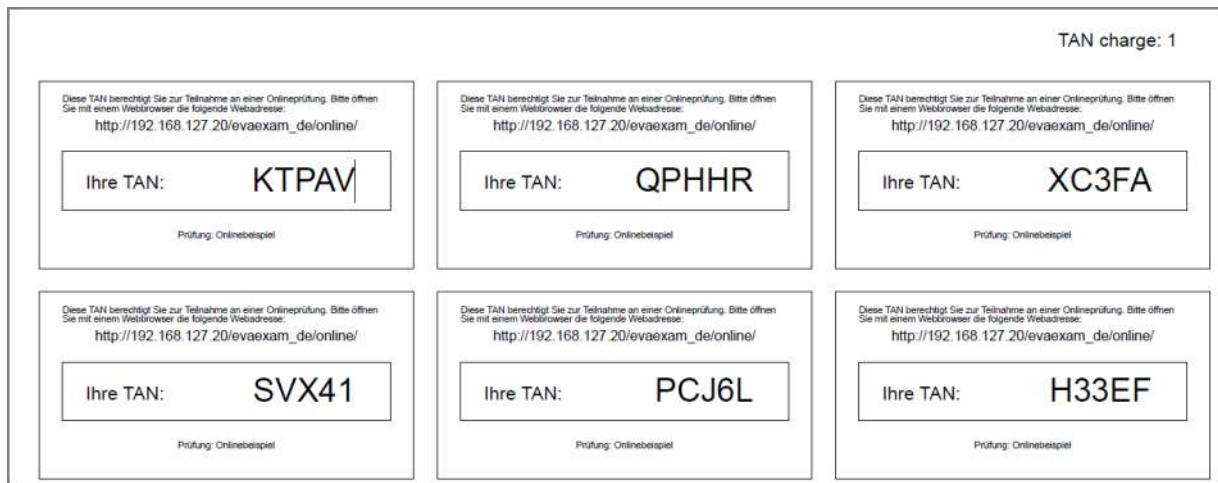 TAN charge: 1
Diese TAN berechtigt Sie zur Teilnahme an einer Onlineprüfung. Bitte öffnen
Sie mit einem Webbrowser die folgende Webadresse:
http://192.168.127.20/evaexam_de/online/
Ihre TAN: KTPAV
Prüfung: Onlinebeispiel
Diese TAN berechtigt Sie zur Teilnahme an einer Onlineprüfung. Bitte öffnen
Sie mit einem Webbrowser die folgende Webadresse:
http://192.168.127.20/evaexam_de/online/
Ihre TAN: QPHHR
Prüfung: Onlinebeispiel
Diese TAN berechtigt Sie zur Teilnahme an einer Onlineprüfung. Bitte öffnen
Sie mit einem Webbrowser die folgende Webadresse:
http://192.168.127.20/evaexam_de/online/
Ihre TAN: XC3FA
Prüfung: Onlinebeispiel
Diese TAN berechtigt Sie zur Teilnahme an einer Onlineprüfung. Bitte öffnen
Sie mit einem Webbrowser die folgende Webadresse:
http://192.168.127.20/evaexam_de/online/
Ihre TAN: SVX41
Prüfung: Onlinebeispiel
Diese TAN berechtigt Sie zur Teilnahme an einer Onlineprüfung. Bitte öffnen
Sie mit einem Webbrowser die folgende Webadresse:
http://192.168.127.20/evaexam_de/online/
Ihre TAN: PCJ6L
Prüfung: Onlinebeispiel
Diese TAN berechtigt Sie zur Teilnahme an einer Onlineprüfung. Bitte öffnen
Sie mit einem Webbrowser die folgende Webadresse:
http://192.168.127.20/evaexam_de/online/
Ihre TAN: H33EF
Prüfung: Onlinebeispiel